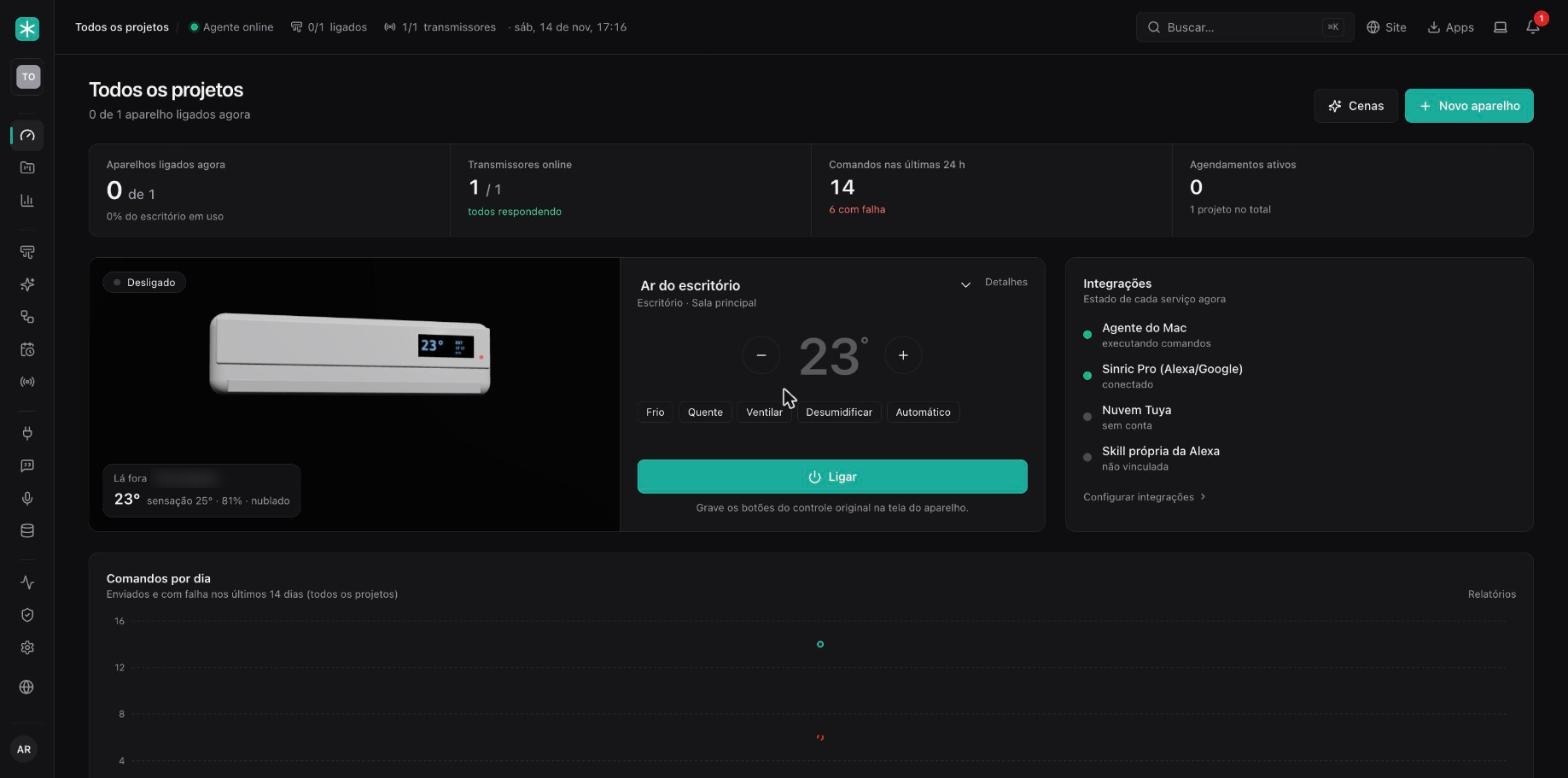 Todos os projetos / Agente online 0/1 ligados 1/1 transmissores · sáb, 14 de nov, 17:16
Buscar... ⌘K Site Apps 1
TO
Todos os projetos
0 de 1 aparelho ligados agora
Cenas + Novo aparelho
Aparelhos ligados agora
0 de 1
0% do escritório em uso
Transmissores online
1 / 1
todos respondendo
Comandos nas últimas 24 h
14
6 com falha
Agendamentos ativos
0
1 projeto no total
Desligado
23°
Lá fora
23° sensação 25° · 81% · nublado
Ar do escritório
Detalhes
Escritório · Sala principal
− 23° +
Frio Quente Ventilar Desumidificar Automático
Ligar
Grave os botões do controle original na tela do aparelho.
Integrações
Estado de cada serviço agora
Agente do Mac
executando comandos
Sinric Pro (Alexa/Google)
conectado
Nuvem Tuya
sem conta
Skill própria da Alexa
não vinculada
Configurar integrações
Comandos por dia
Enviados e com falha nos últimos 14 dias (todos os projetos)
Relatórios
16
12
8
4
AR